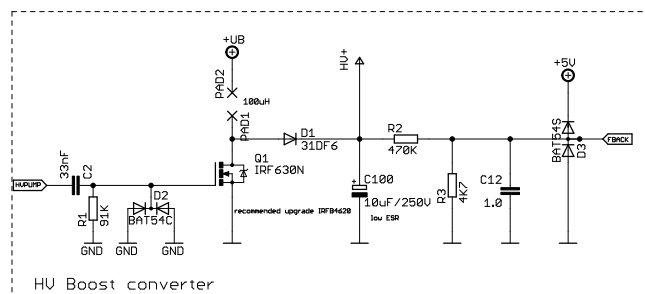 +UB
PAD2
100uH
PAD1
HV+
+5V
D1
31DF6
R2
470K
BAT54S
D3
FBACK
33nF
C2
Q1
IRF630N
HVPUMP
D2
BAT54C
R1
91K
C100
10uF/250V
low ESR
R3
4K7
C12
1.0
recommended upgrade IRFB4620
GND
GND
GND
HV Boost converter